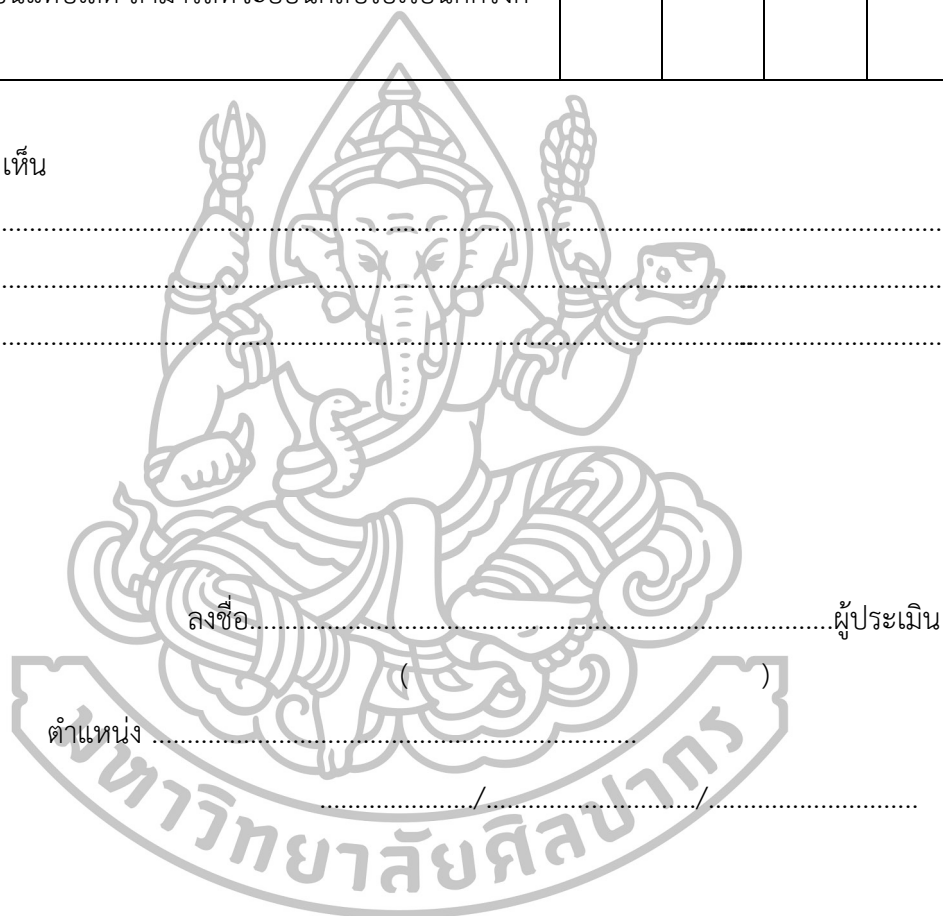 เห็น
................................................................................................................................
................................................................................................................................
................................................................................................................................
ลงชื่อ....................................................................................ผู้ประเมิน
( )
ตำแหน่ง ......................................................................
....................../............................../..............................
มหาวิทยาลัยศิลปากร